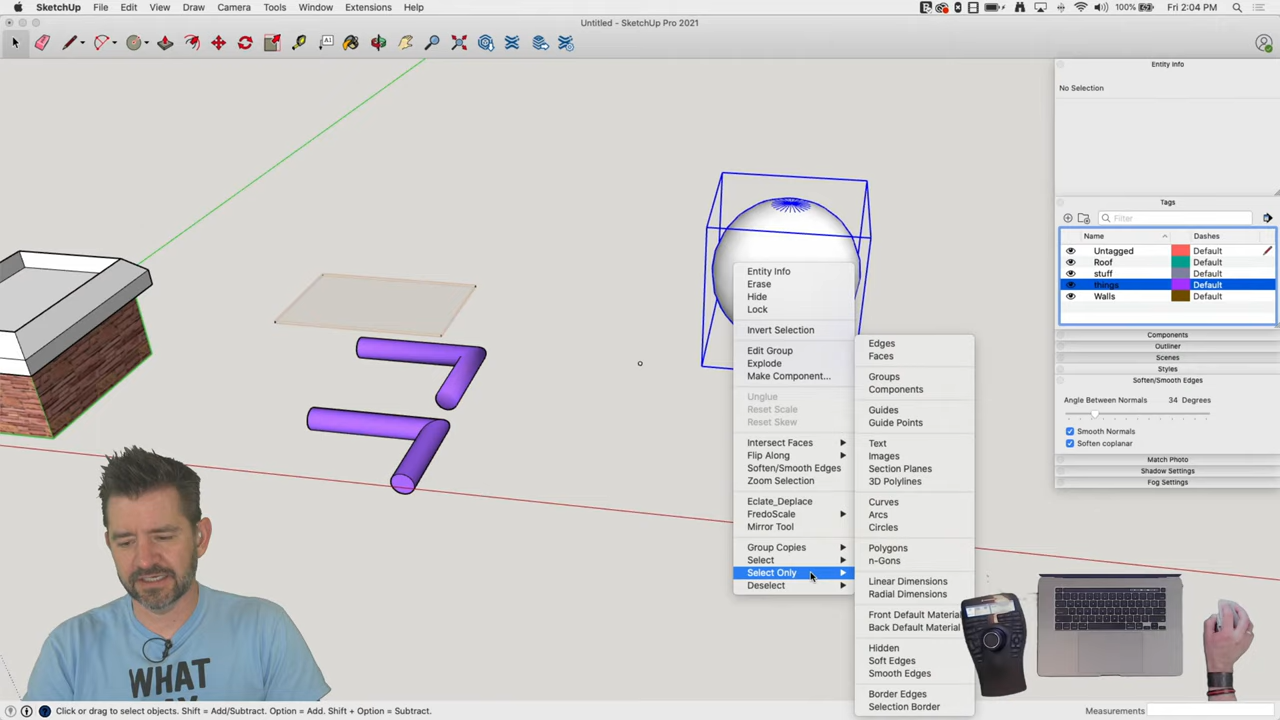 SketchUp File Edit View Draw Camera Tools Window Extensions Help
100% Fri 2:04 PM
Untitled - SketchUp Pro 2021
Entity Info
No Selection
Tags
Filter
Name Dashes
Untagged Default
Roof Default
stuff Default
things Default
Walls Default
Components
Outliner
Scenes
Styles
Soften/Smooth Edges
Angle Between Normals 34 Degrees
Smooth Normals
Soften coplanar
Match Photo
Shadow Settings
Fog Settings
Entity Info
Erase
Hide
Lock
Invert Selection
Edit Group
Explode
Make Component...
Unglue
Reset Scale
Reset Skew
Intersect Faces
Flip Along
Soften/Smooth Edges
Zoom Selection
Eclate_Deplace
FredoScale
Mirror Tool
Group Copies
Select
Select Only
Deselect
Edges
Faces
Groups
Components
Guides
Guide Points
Text
Images
Section Planes
3D Polylines
Curves
Arcs
Circles
Polygons
n-Gons
Linear Dimensions
Radial Dimensions
Front Default Material
Back Default Material
Hidden
Soft Edges
Smooth Edges
Border Edges
Selection Border
WHAT
Click or drag to select objects. Shift = Add/Subtract. Option = Add. Shift + Option = Subtract.
Measurements